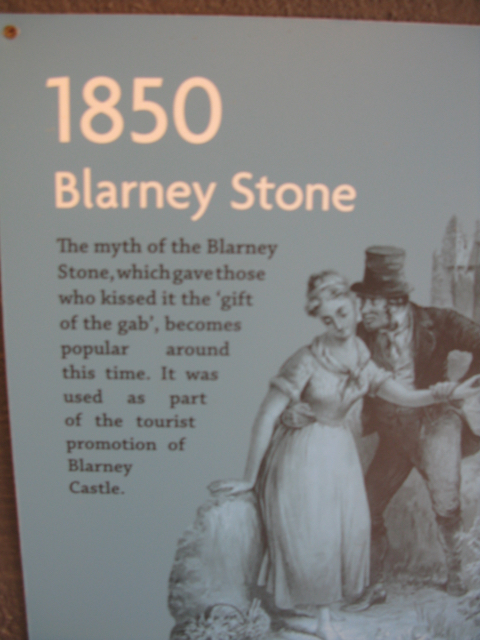 1850
Blarney Stone
The myth of the Blarney
Stone, which gave those
who kissed it the ‘gift
of the gab’, becomes
popular around
this time. It was
used as part
of the tourist
promotion of
Blarney
Castle.